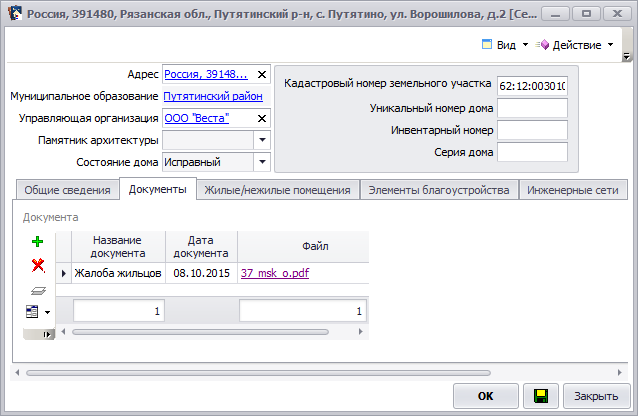 Россия, 391480, Рязанская обл., Путятинский р-н, с. Путятино, ул. Ворошилова, д.2 [Се...
Вид Действие
Адрес Россия, 39148...
Муниципальное образование Путятинский район
Управляющая организация ООО "Веста"
Памятник архитектуры
Состояние дома Исправный
Кадастровый номер земельного участка 62:12:003010
Уникальный номер дома
Инвентарный номер
Серия дома
Общие сведения Документы Жилые/нежилые помещения Элементы благоустройства Инженерные сети
Документа
Название документа Дата документа Файл
Жалоба жильцов 08.10.2015 37_msk_o.pdf
1 1
OK Закрыть